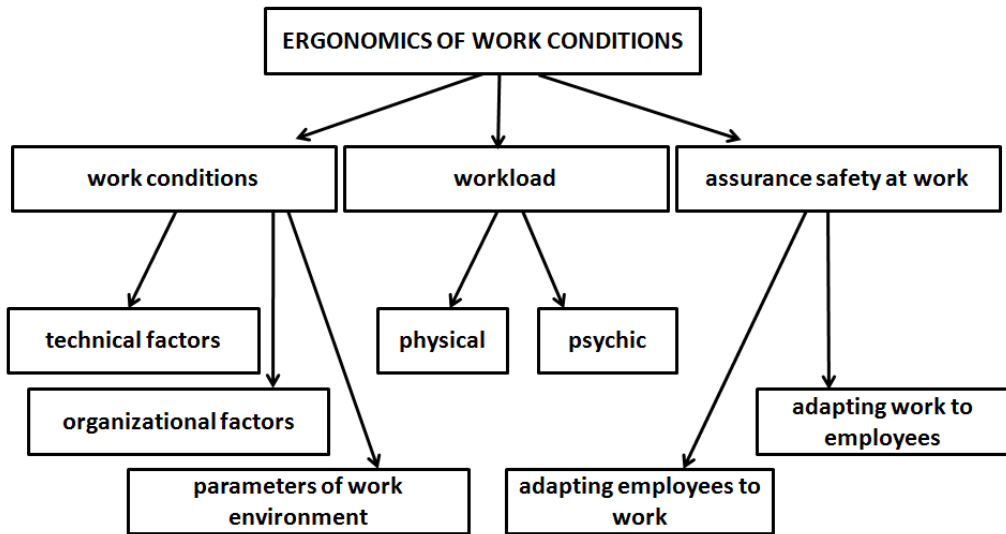 ERGONOMICS OF WORK CONDITIONS
work conditions
workload
assurance safety at work
technical factors
physical
psychic
organizational factors
adapting work to
employees
parameters of work
environment
adapting employees to
work